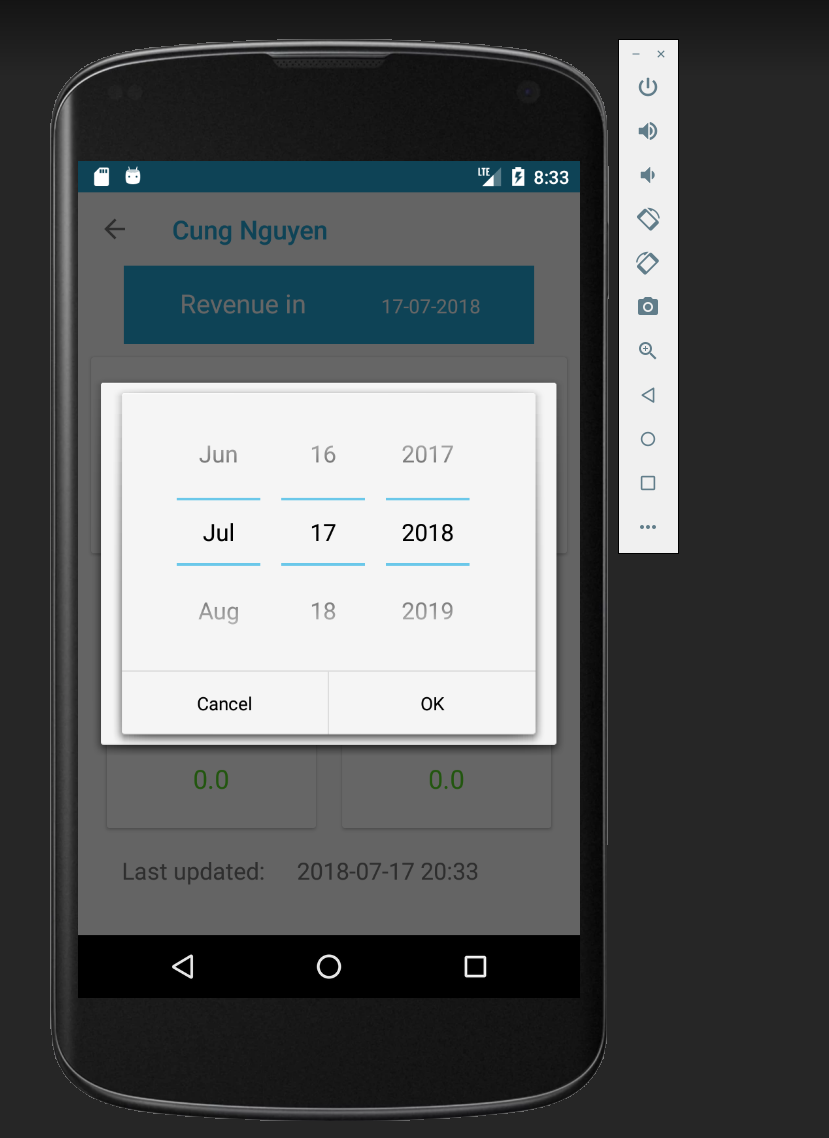 LTE 8:33
Cung Nguyen
Revenue in 17-07-2018
Jun 16 2017
Jul 17 2018
Aug 18 2019
Cancel OK
0.0 0.0
Last updated: 2018-07-17 20:33